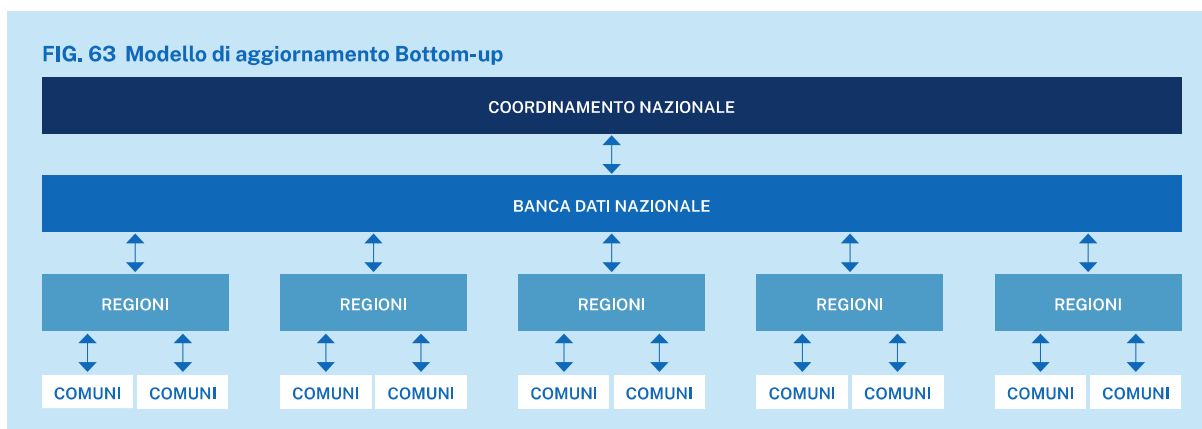 FIG. 63 Modello di aggiornamento Bottom-up
COORDINAMENTO NAZIONALE
BANCA DATI NAZIONALE
REGIONI REGIONI REGIONI REGIONI REGIONI
COMUNI COMUNI COMUNI COMUNI COMUNI COMUNI COMUNI COMUNI COMUNI COMUNI